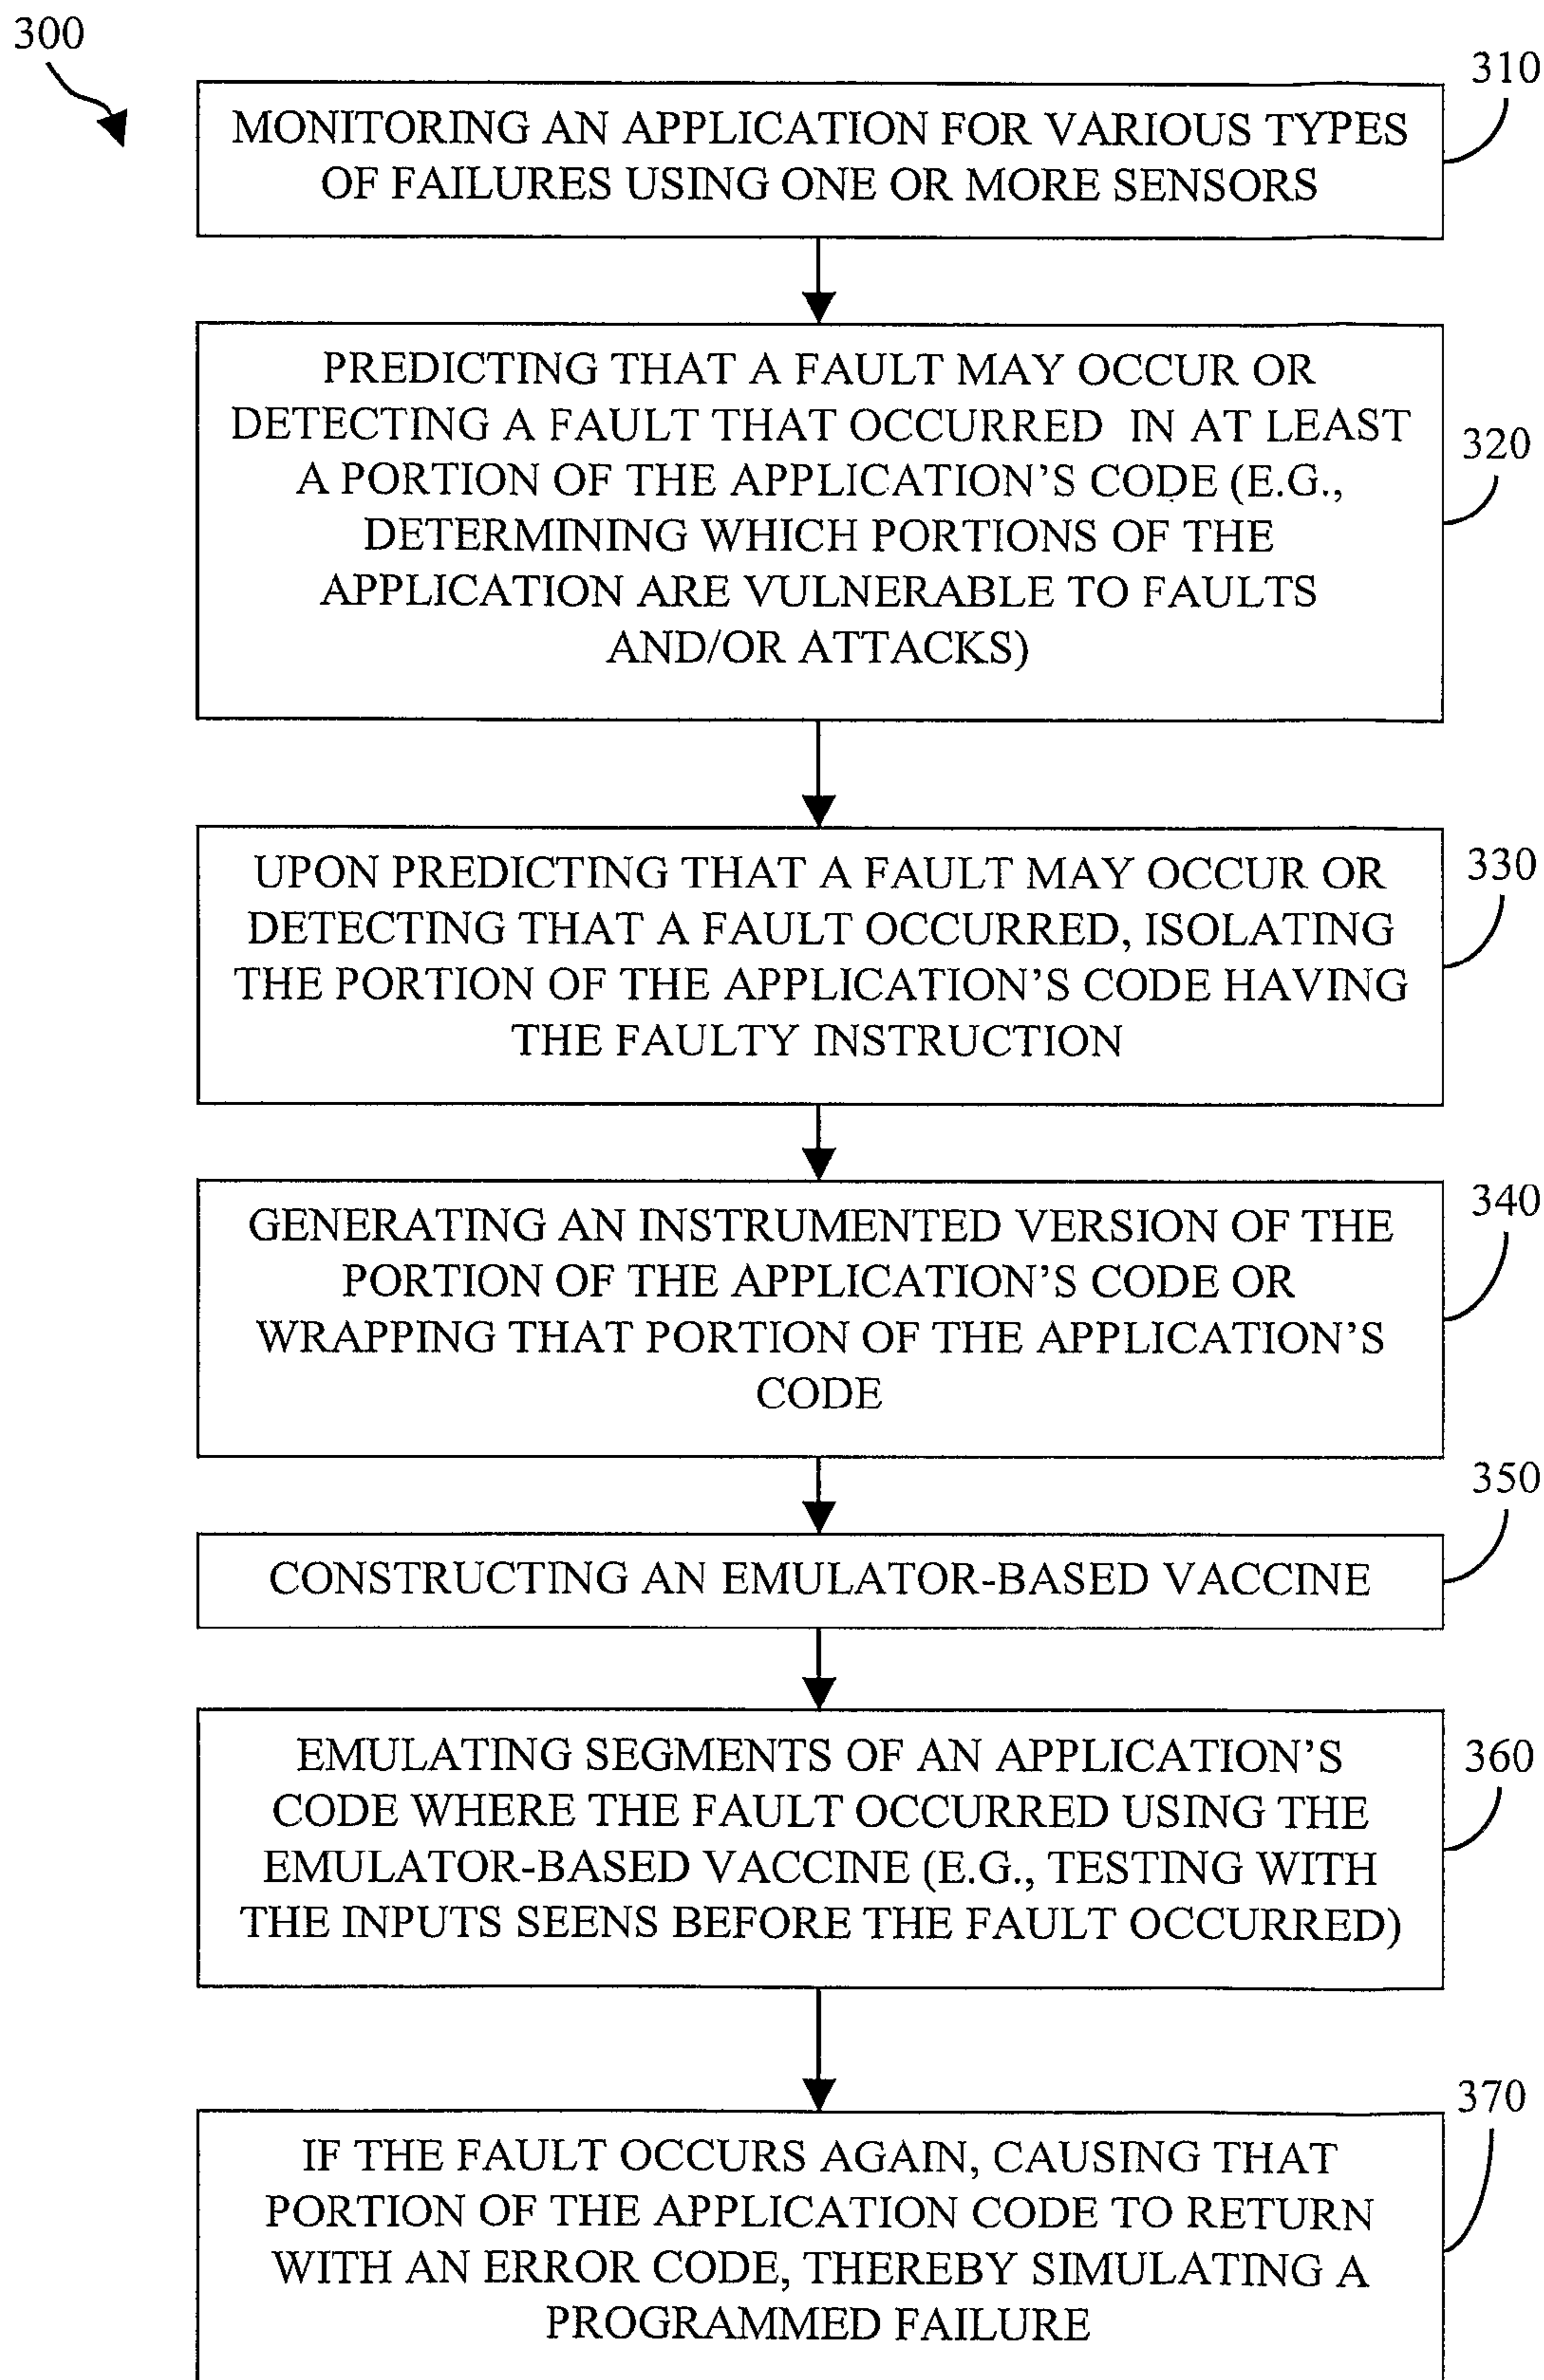 300
310
MONITORING AN APPLICATION FOR VARIOUS TYPES
OF FAILURES USING ONE OR MORE SENSORS
PREDICTING THAT A FAULT MAY OCCUR OR
DETECTING A FAULT THAT OCCURRED IN AT LEAST
A PORTION OF THE APPLICATION'S CODE (E.G.,
DETERMINING WHICH PORTIONS OF THE
APPLICATION ARE VULNERABLE TO FAULTS
AND/OR ATTACKS)
320
UPON PREDICTING THAT A FAULT MAY OCCUR OR
DETECTING THAT A FAULT OCCURRED, ISOLATING
THE PORTION OF THE APPLICATION'S CODE HAVING
THE FAULTY INSTRUCTION
330
GENERATING AN INSTRUMENTED VERSION OF THE
PORTION OF THE APPLICATION'S CODE OR
WRAPPING THAT PORTION OF THE APPLICATION'S
CODE
340
350
CONSTRUCTING AN EMULATOR-BASED VACCINE
EMULATING SEGMENTS OF AN APPLICATION'S
CODE WHERE THE FAULT OCCURRED USING THE
EMULATOR-BASED VACCINE (E.G., TESTING WITH
THE INPUTS SEENS BEFORE THE FAULT OCCURRED)
360
370
IF THE FAULT OCCURS AGAIN, CAUSING THAT
PORTION OF THE APPLICATION CODE TO RETURN
WITH AN ERROR CODE, THEREBY SIMULATING A
PROGRAMMED FAILURE